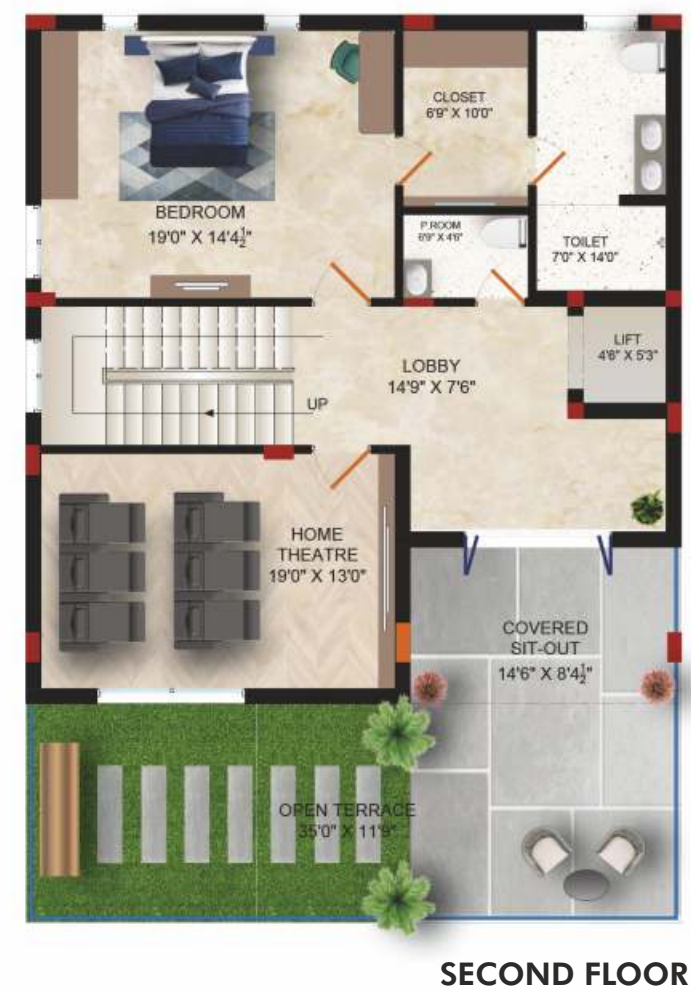 CLOSET
6'9" X 10'0"
BEDROOM
19'0" X 14'4½"
P.ROOM
6'9" X 4'6"
TOILET
7'0" X 14'0"
LIFT
4'6" X 5'3"
LOBBY
14'9" X 7'6"
UP
HOME
THEATRE
19'0" X 13'0"
COVERED
SIT-OUT
14'6" X 8'4½"
OPEN TERRACE
35'0" X 11'9"
SECOND FLOOR